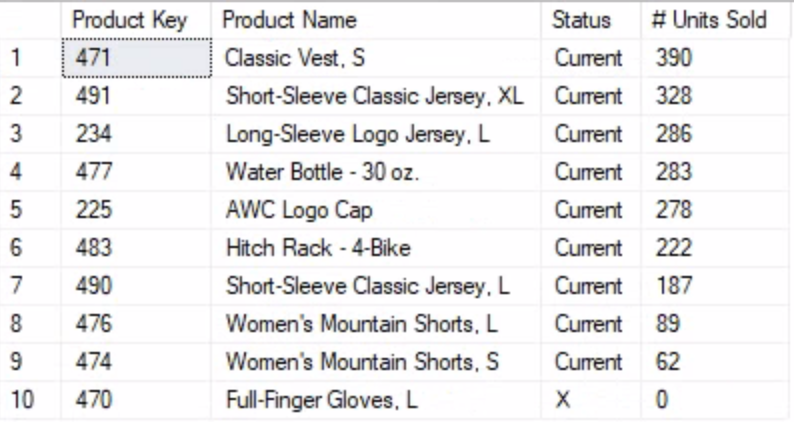 Product Key Product Name Status # Units Sold
1 471 Classic Vest, S Current 390
2 491 Short-Sleeve Classic Jersey, XL Current 328
3 234 Long-Sleeve Logo Jersey, L Current 286
4 477 Water Bottle - 30 oz. Current 283
5 225 AWC Logo Cap Current 278
6 483 Hitch Rack - 4-Bike Current 222
7 490 Short-Sleeve Classic Jersey, L Current 187
8 476 Women's Mountain Shorts, L Current 89
9 474 Women's Mountain Shorts, S Current 62
10 470 Full-Finger Gloves, L X 0